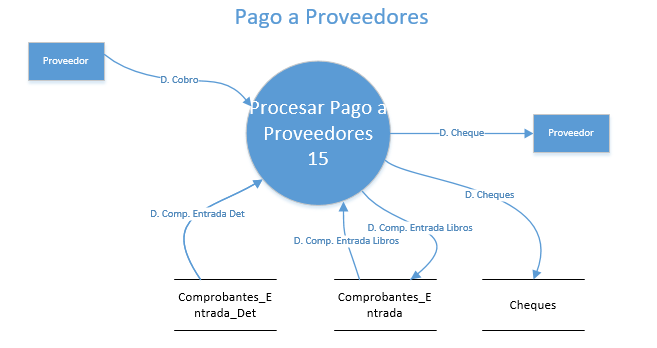 Pago a Proveedores
Proveedor
D. Cobro
Procesar Pago a
Proveedores
15
D. Cheque
Proveedor
D. Cheques
D. Comp. Entrada Det
D. Comp. Entrada Libros
D. Comp. Entrada Libros
Comprobantes_E
ntrada_Det
Comprobantes_E
ntrada
Cheques